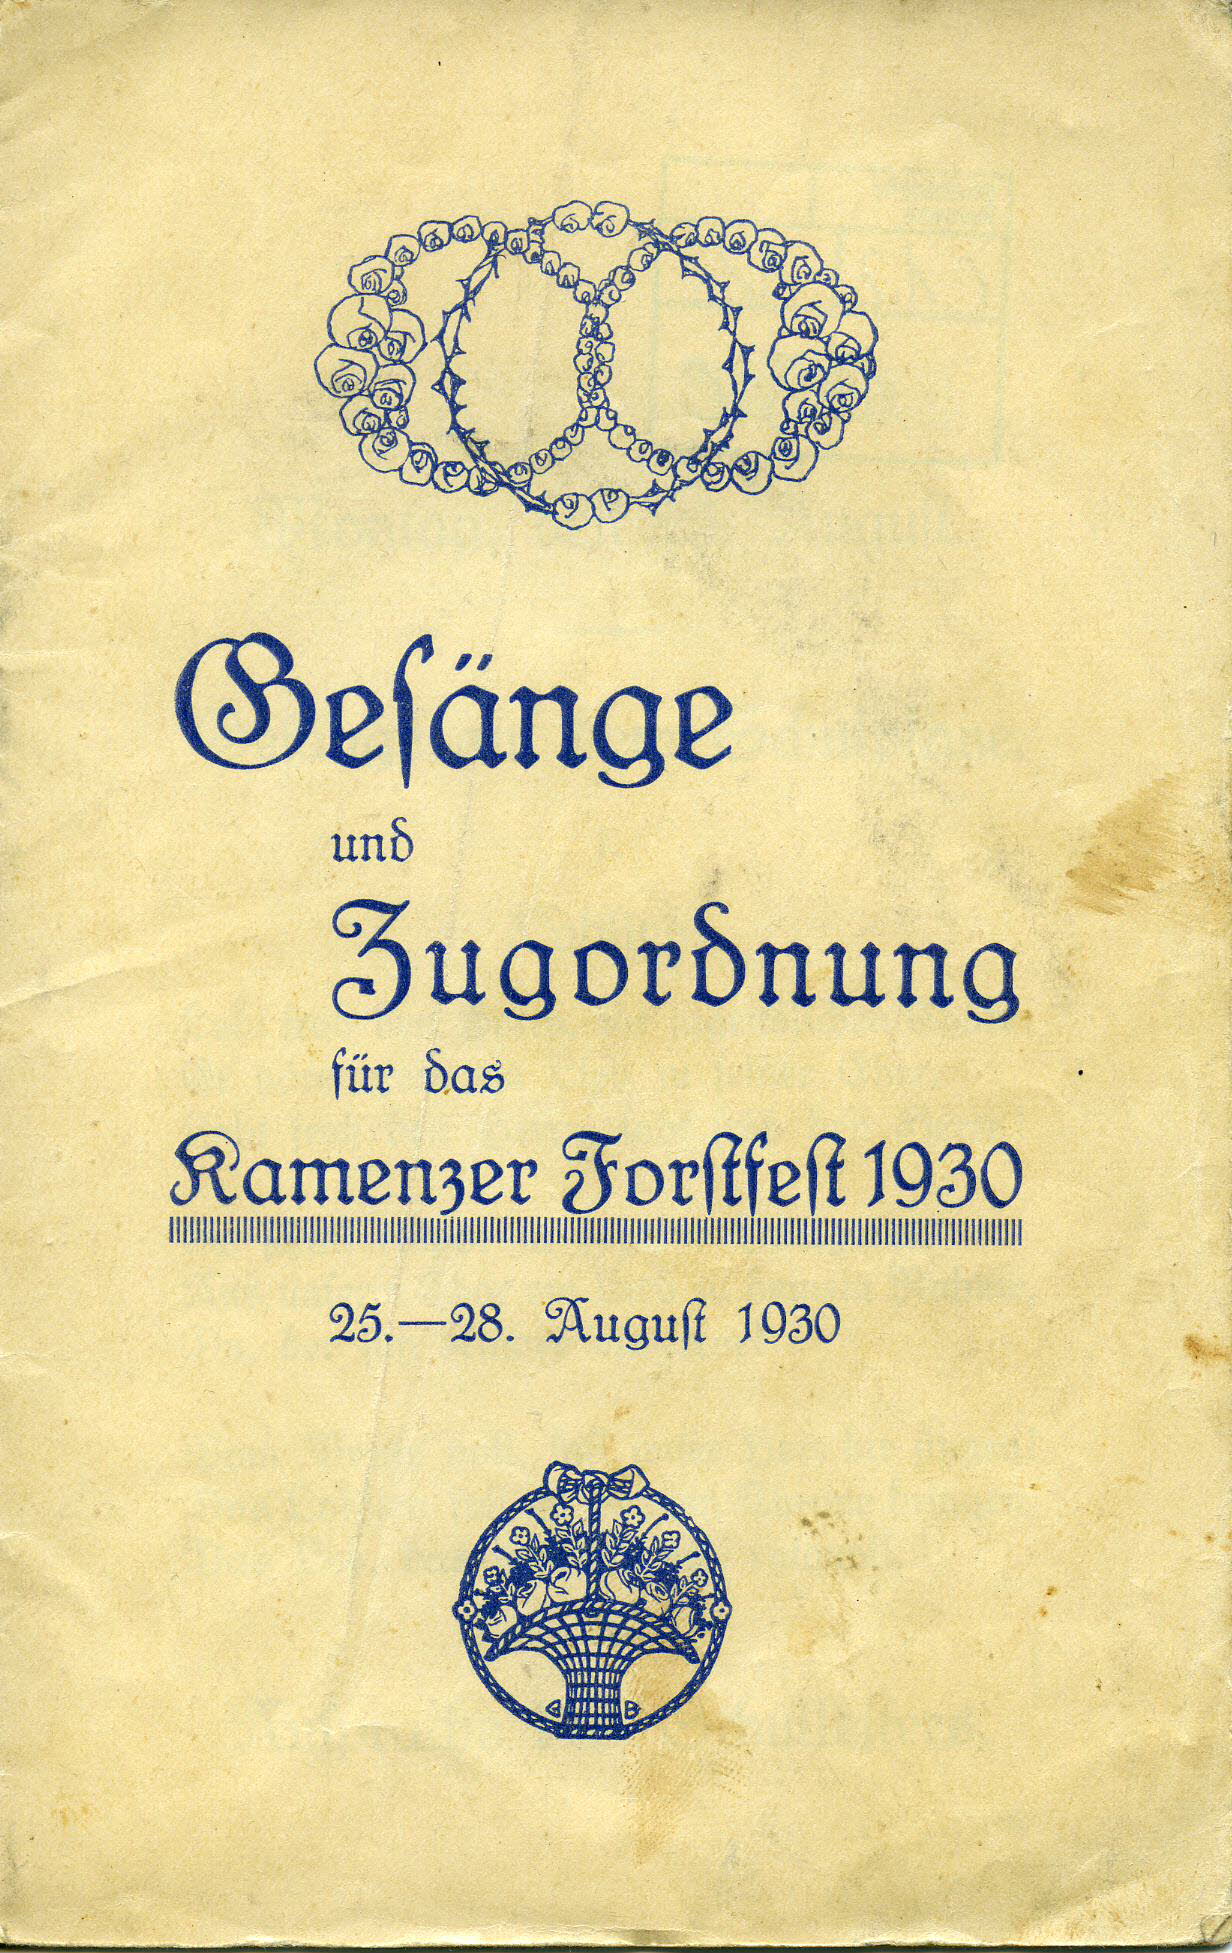 Gesänge
und
Zugordnung
für das
Kamenzer Forstfest 1930
25.—28. August 1930